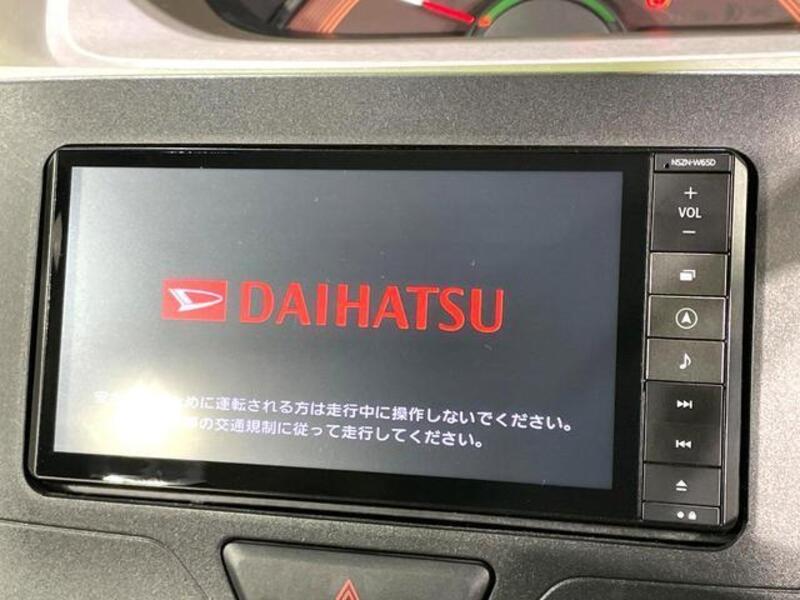 NSZN-W65D
+
VOL
−
DAIHATSU
めに運転される方は走行中に操作しないでください。
の交通規制に従って走行してください。